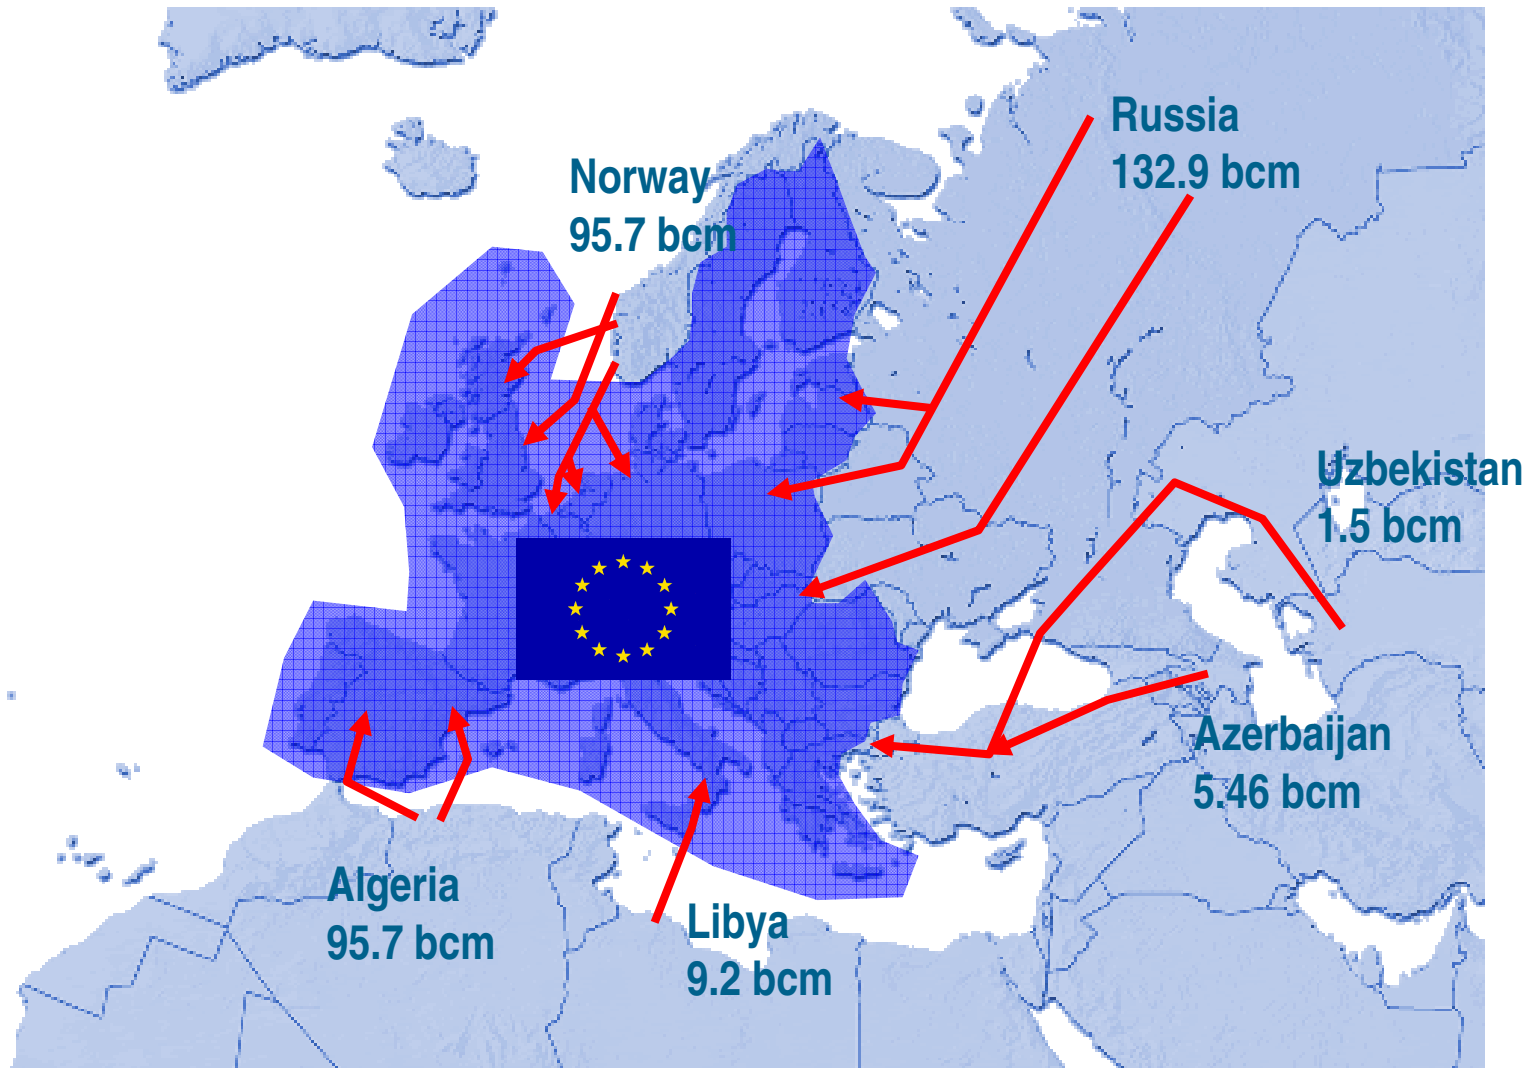 Russia
132.9 bcm
Norway
95.7 bcm
Uzbekistan
1.5 bcm
Azerbaijan
5.46 bcm
Algeria
95.7 bcm
Libya
9.2 bcm